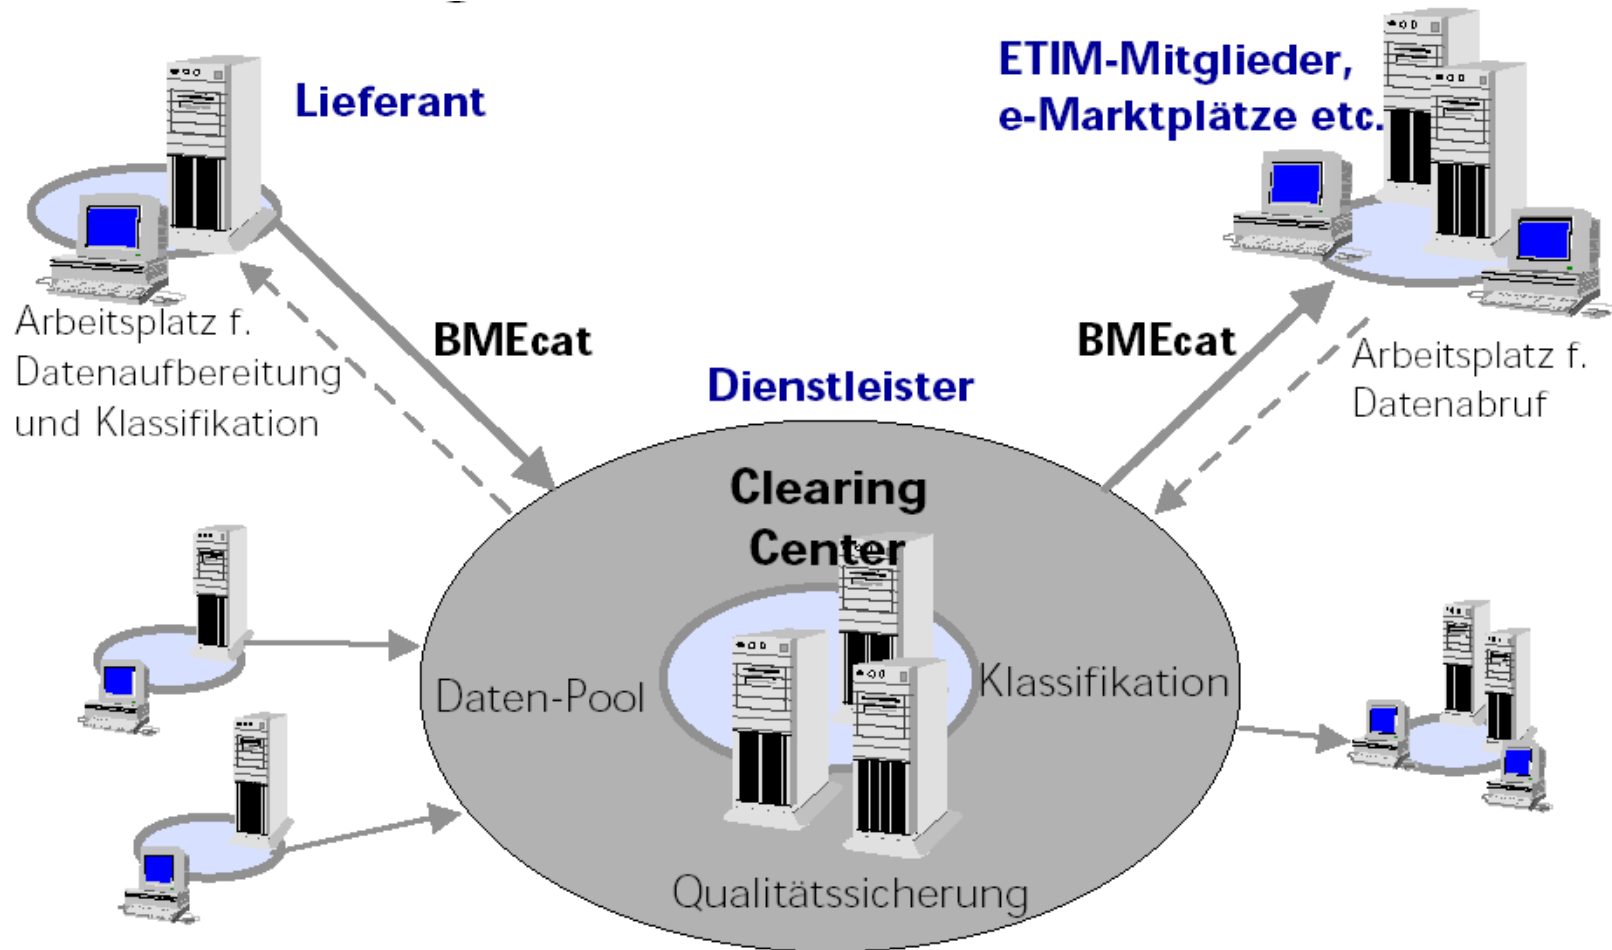 Lieferant
ETIM-Mitglieder,
e-Marktplätze etc.
Arbeitsplatz f.
Datenaufbereitung
und Klassifikation
BMEcat
BMEcat
Arbeitsplatz f.
Datenabruf
Dienstleister
Clearing
Center
Daten-Pool
Klassifikation
Qualitätssicherung